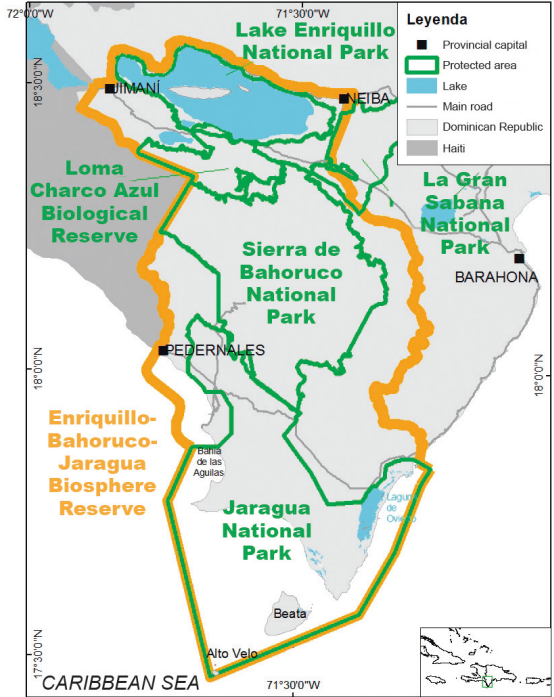 72°0'0"W
71°30'0"W
Leyenda
Provincial capital
Protected area
Lake
Main road
Dominican Republic
Haiti
Lake Enriquillo
National Park
18°30'0"N
JIMANÍ
NEIBA
Loma
Charco Azul
Biological
Reserve
La Gran
Sabana
National
Park
Sierra de
Bahoruco
National
Park
BARAHONA
PEDERNALES
18°0'0"N
Enriquillo-
Bahoruco-
Jaragua
Biosphere
Reserve
Bahía
de las
Aguilas
Jaragua
National
Park
Laguna
de
Oviedo
Beata
Alto Velo
17°30'0"N
CARIBBEAN SEA
71°30'0"W